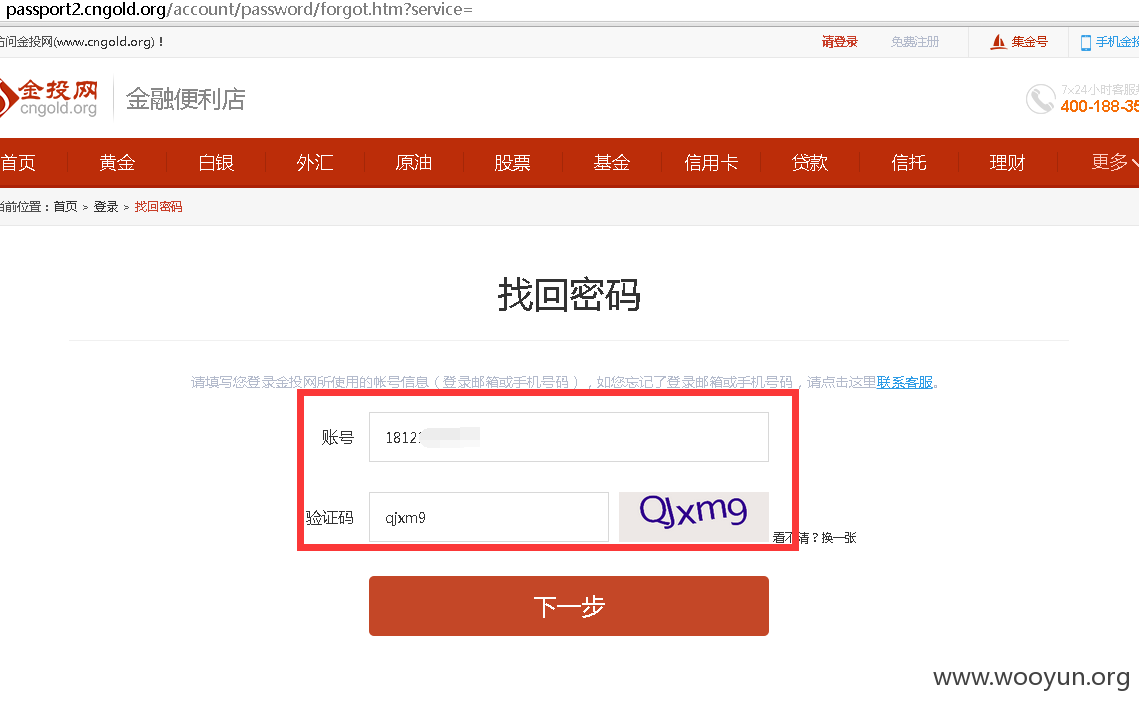 passport2.cngold.org/account/password/forgot.htm?service=
访问金投网(www.cngold.org)！ 请登录 免费注册 集金号 手机金投
金投网 cngold.org 金融便利店 7×24小时客服热 400-188-35
首页 黄金 白银 外汇 原油 股票 基金 信用卡 贷款 信托 理财 更多
当前位置：首页 > 登录 > 找回密码
找回密码
请填写您登录金投网所使用的帐号信息（登录邮箱或手机号码），如您忘记了登录邮箱或手机号码，请点击这里联系客服。
账号 1812
验证码 qjxm9 QJxm9 看不清？换一张
下一步
www.wooyun.org